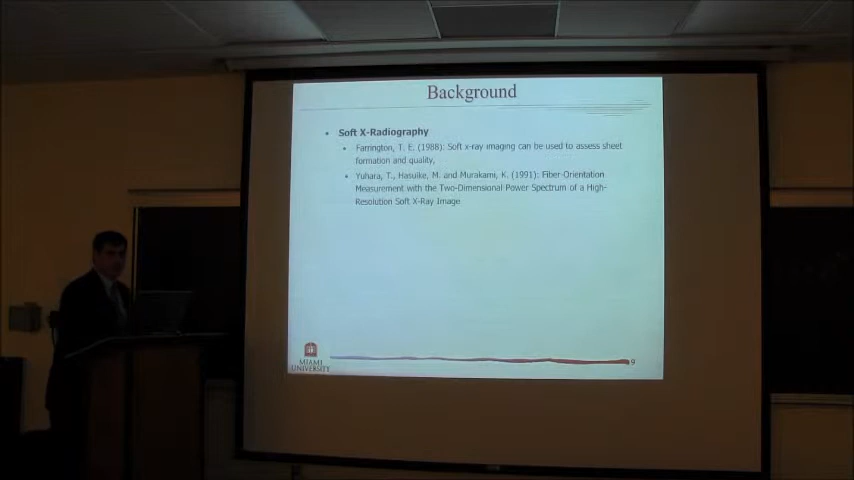 Background
• Soft X-Radiography
• Farrington, T. E. (1988): Soft x-ray imaging can be used to assess sheet
formation and quality,
• Yuhara, T., Hasuike, M. and Murakami, K. (1991): Fiber-Orientation
Measurement with the Two-Dimensional Power Spectrum of a High-
Resolution Soft X-Ray Image
MIAMI
UNIVERSITY
9